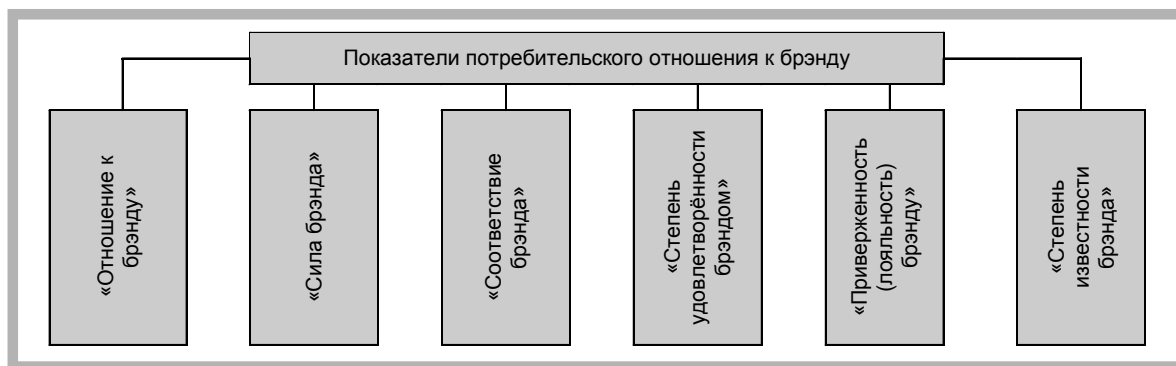 Показатели потребительского отношения к брэнду
«Отношение к
брэнду»
«Сила брэнда»
«Соответствие
брэнда»
«Степень
удовлетворённости
брэндом»
«Приверженность
(лояльность)
брэнду»
«Степень
известности
брэнда»